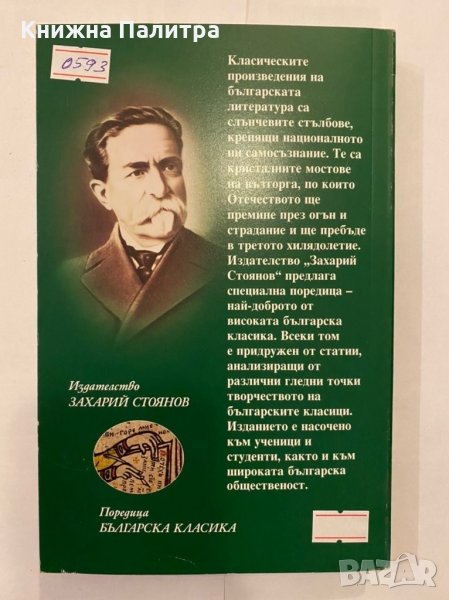 Книжна Палитра
0593
Класическите
произведения на
българската
литература са
слънчевите стълбове,
крепящи националното
ни самосъзнание. Те са
кристалните мостове
на възторга, по които
Отечеството ще
премине през огън и
страдание и ще пребъде
в третото хилядолетие.
Издателство „Захарий
Стоянов“ предлага
специална поредица –
най-доброто от
високата българска
класика. Всеки том
е придружен от статии,
анализиращи от
различни гледни точки
творчеството на
българските класици.
Изданието е насочено
към ученици и
студенти, както и към
широката българска
общественост.
Издателство
ЗАХАРИЙ СТОЯНОВ
Поредица
БЪЛГАРСКА КЛАСИКА
BAZAR